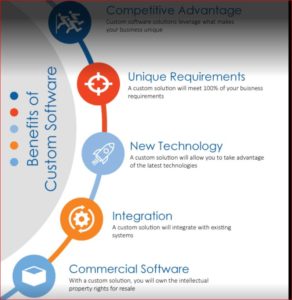 Competitive Advantage
Custom software solutions leverage what makes
your business unique
Unique Requirements
A custom solution will meet 100% of your business
requirements
Benefits of
Custom Software
New Technology
A custom solution will allow you to take advantage
of the latest technologies
Integration
A custom solution will integrate with existing
systems
Commercial Software
With a custom solution, you will own the intellectual
property rights for resale